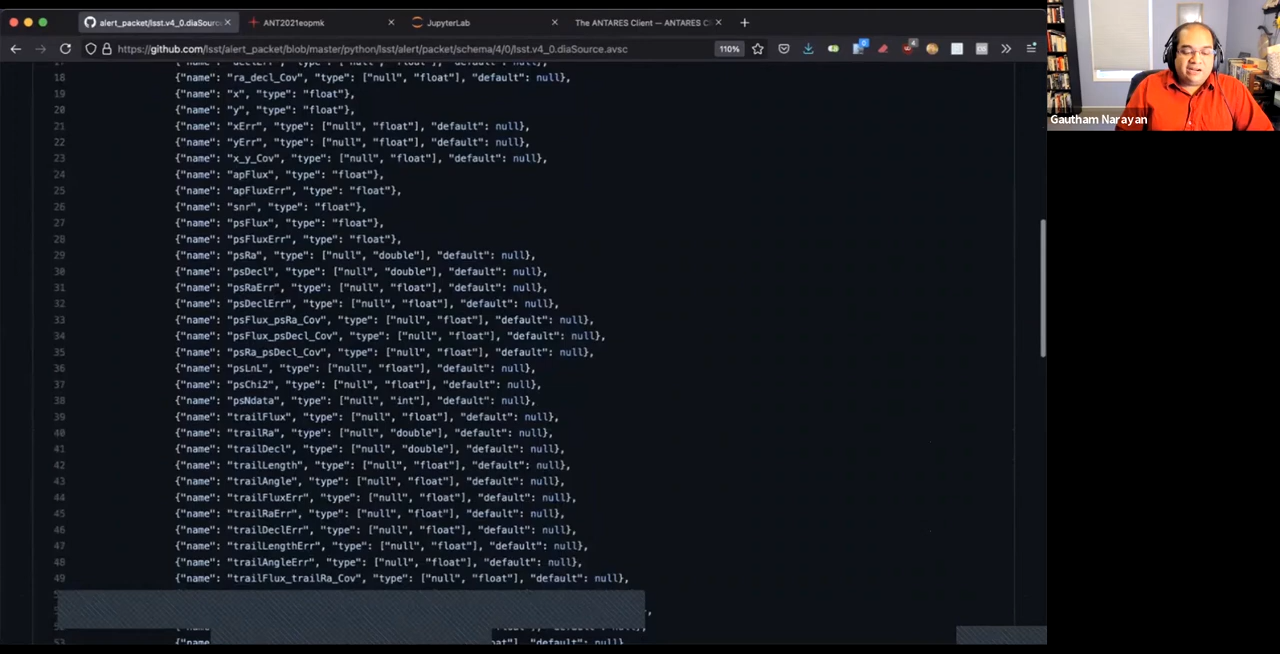 alert_packet/lsst.v4_0.diaSourc
ANT2021eopmk
JupyterLab
The ANTARES Client — ANTARES C
https://github.com/lsst/alert_packet/blob/master/python/lsst/alert/packet/schema/4/0/lsst.v4_0.diaSource.avsc
110%
Gautham Narayan
18 {"name": "ra_decl_Cov", "type": ["null", "float"], "default": null},
19 {"name": "x", "type": "float"},
20 {"name": "y", "type": "float"},
21 {"name": "xErr", "type": ["null", "float"], "default": null},
22 {"name": "yErr", "type": ["null", "float"], "default": null},
23 {"name": "x_y_Cov", "type": ["null", "float"], "default": null},
24 {"name": "apFlux", "type": "float"},
25 {"name": "apFluxErr", "type": "float"},
26 {"name": "snr", "type": "float"},
27 {"name": "psFlux", "type": "float"},
28 {"name": "psFluxErr", "type": "float"},
29 {"name": "psRa", "type": ["null", "double"], "default": null},
30 {"name": "psDecl", "type": ["null", "double"], "default": null},
31 {"name": "psRaErr", "type": ["null", "float"], "default": null},
32 {"name": "psDeclErr", "type": ["null", "float"], "default": null},
33 {"name": "psFlux_psRa_Cov", "type": ["null", "float"], "default": null},
34 {"name": "psFlux_psDecl_Cov", "type": ["null", "float"], "default": null},
35 {"name": "psRa_psDecl_Cov", "type": ["null", "float"], "default": null},
36 {"name": "psLnL", "type": ["null", "float"], "default": null},
37 {"name": "psChi2", "type": ["null", "float"], "default": null},
38 {"name": "psNdata", "type": ["null", "int"], "default": null},
39 {"name": "trailFlux", "type": ["null", "float"], "default": null},
40 {"name": "trailRa", "type": ["null", "double"], "default": null},
41 {"name": "trailDecl", "type": ["null", "double"], "default": null},
42 {"name": "trailLength", "type": ["null", "float"], "default": null},
43 {"name": "trailAngle", "type": ["null", "float"], "default": null},
44 {"name": "trailFluxErr", "type": ["null", "float"], "default": null},
45 {"name": "trailRaErr", "type": ["null", "float"], "default": null},
46 {"name": "trailDeclErr", "type": ["null", "float"], "default": null},
47 {"name": "trailLengthErr", "type": ["null", "float"], "default": null},
48 {"name": "trailAngleErr", "type": ["null", "float"], "default": null},
49 {"name": "trailFlux_trailRa_Cov", "type": ["null", "float"], "default": null},
53